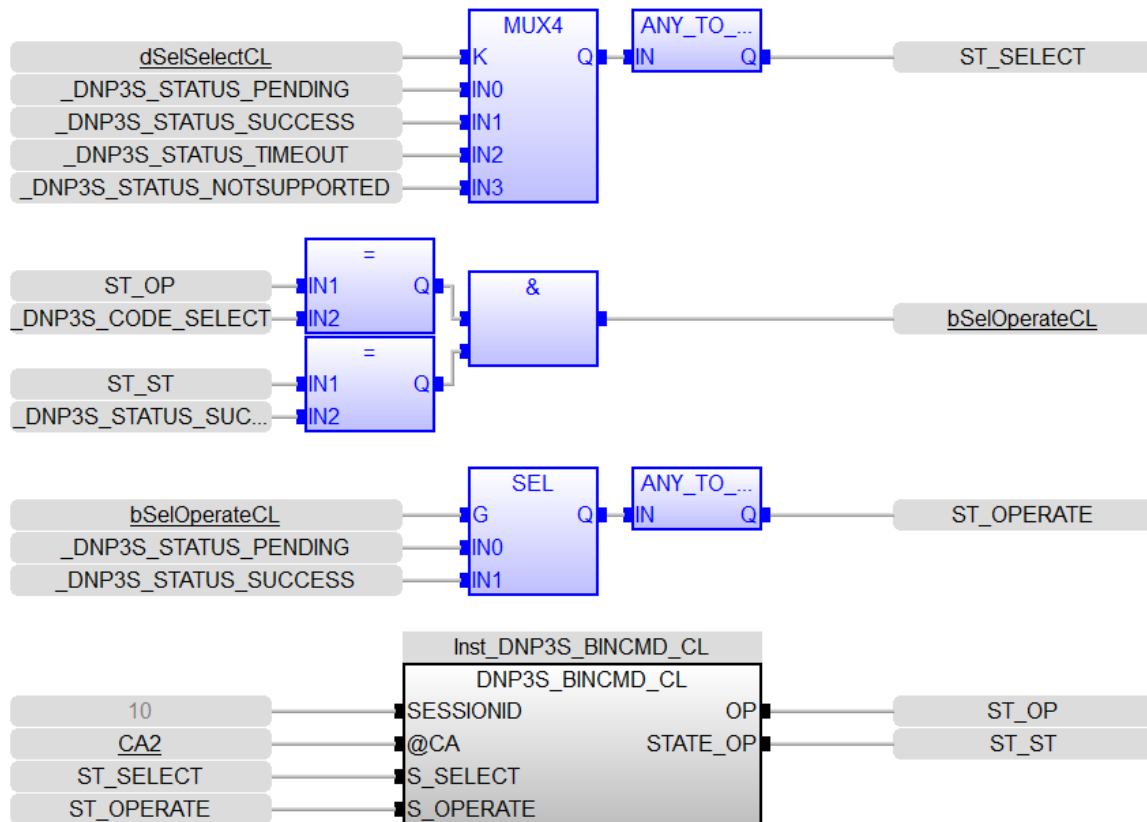 MUX4 ANY_TO_...
dSelSelectCL K Q IN Q ST_SELECT
_DNP3S_STATUS_PENDING IN0
_DNP3S_STATUS_SUCCESS IN1
_DNP3S_STATUS_TIMEOUT IN2
_DNP3S_STATUS_NOTSUPPORTED IN3
=
ST_OP IN1 Q &
_DNP3S_CODE_SELECT IN2 bSelOperateCL
=
ST_ST IN1 Q
_DNP3S_STATUS_SUC... IN2
SEL ANY_TO_...
bSelOperateCL G Q IN Q ST_OPERATE
_DNP3S_STATUS_PENDING IN0
_DNP3S_STATUS_SUCCESS IN1
Inst_DNP3S_BINCMD_CL
DNP3S_BINCMD_CL
10 SESSIONID OP ST_OP
CA2 @CA STATE_OP ST_ST
ST_SELECT S_SELECT
ST_OPERATE S_OPERATE